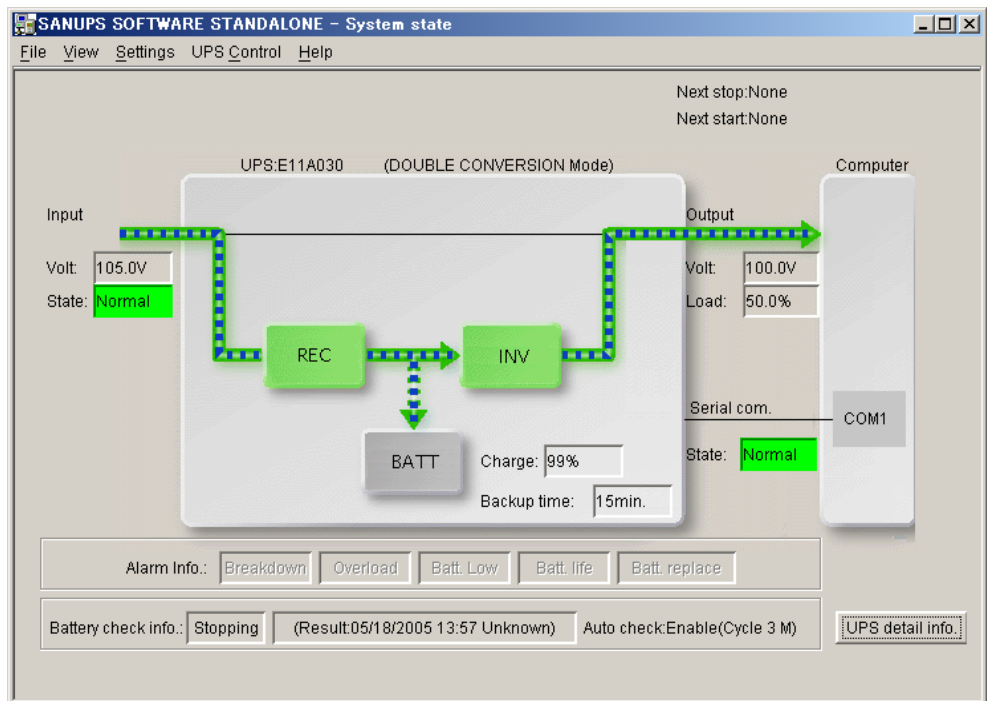 SANUPS SOFTWARE STANDALONE - System state
File View Settings UPS Control Help
Next stop:None
Next start:None
UPS:E11A030 (DOUBLE CONVERSION Mode)
Computer
Input
Output
Volt: 105.0V
Volt: 100.0V
State: Normal
Load: 50.0%
REC
INV
Serial com.
COM1
BATT
Charge: 99%
State: Normal
Backup time: 15min.
Alarm Info.: Breakdown Overload Batt. Low Batt. life Batt. replace
Battery check info.: Stopping (Result:05/18/2005 13:57 Unknown) Auto check:Enable(Cycle 3 M) UPS detail info.